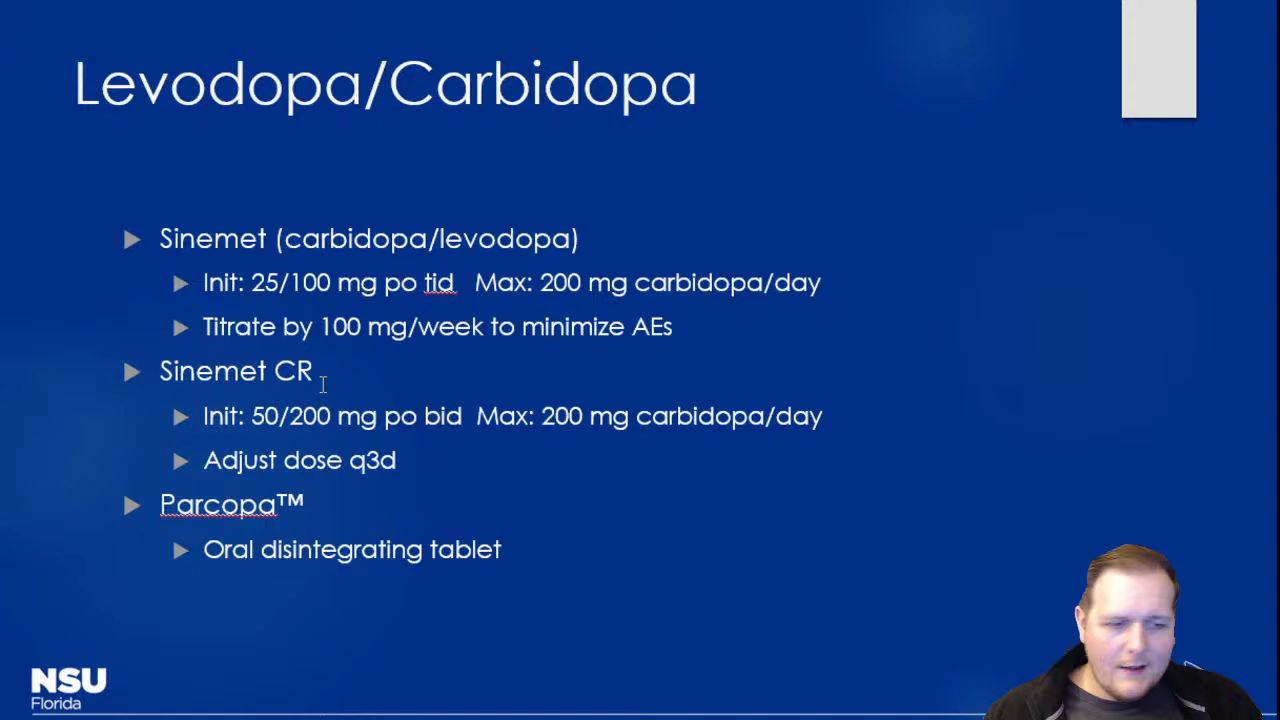 Levodopa/Carbidopa
Sinemet (carbidopa/levodopa)
Init: 25/100 mg po tid Max: 200 mg carbidopa/day
Titrate by 100 mg/week to minimize AEs
Sinemet CR
Init: 50/200 mg po bid Max: 200 mg carbidopa/day
Adjust dose q3d
Parcopa™
Oral disintegrating tablet
NSU
Florida